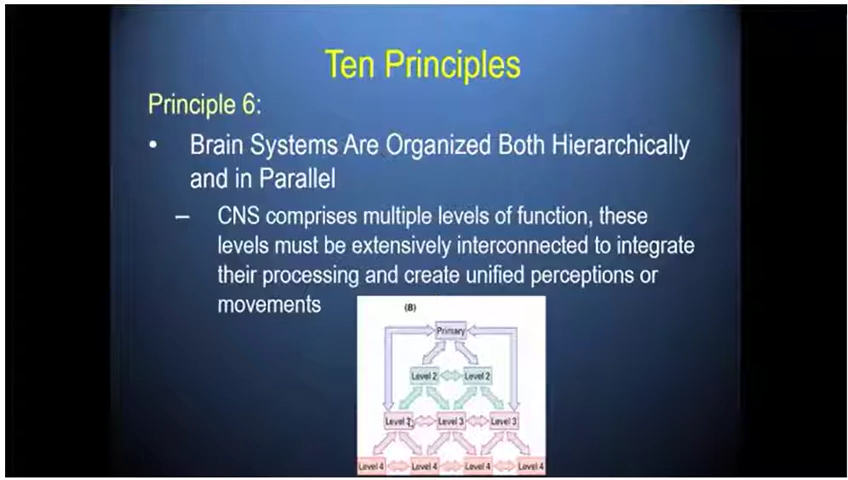 Ten Principles
Principle 6:
• Brain Systems Are Organized Both Hierarchically
and in Parallel
– CNS comprises multiple levels of function, these
levels must be extensively interconnected to integrate
their processing and create unified perceptions or
movements
(B)
Primary
Level 2 Level 2
Level 3 Level 3 Level 3
Level 4 Level 4 Level 4 Level 4